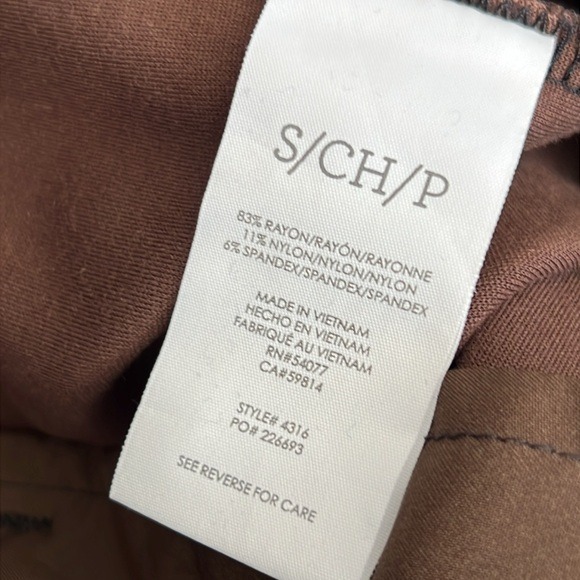 S/CH/P
83% RAYON/RAYÓN/RAYONNE
11% NYLON/NYLON/NYLON
6% SPANDEX/SPANDEX/SPANDEX
MADE IN VIETNAM
HECHO EN VIETNAM
FABRIQUÉ AU VIETNAM
RN#54077
CA#59814
STYLE# 4316
PO# 226693
SEE REVERSE FOR CARE